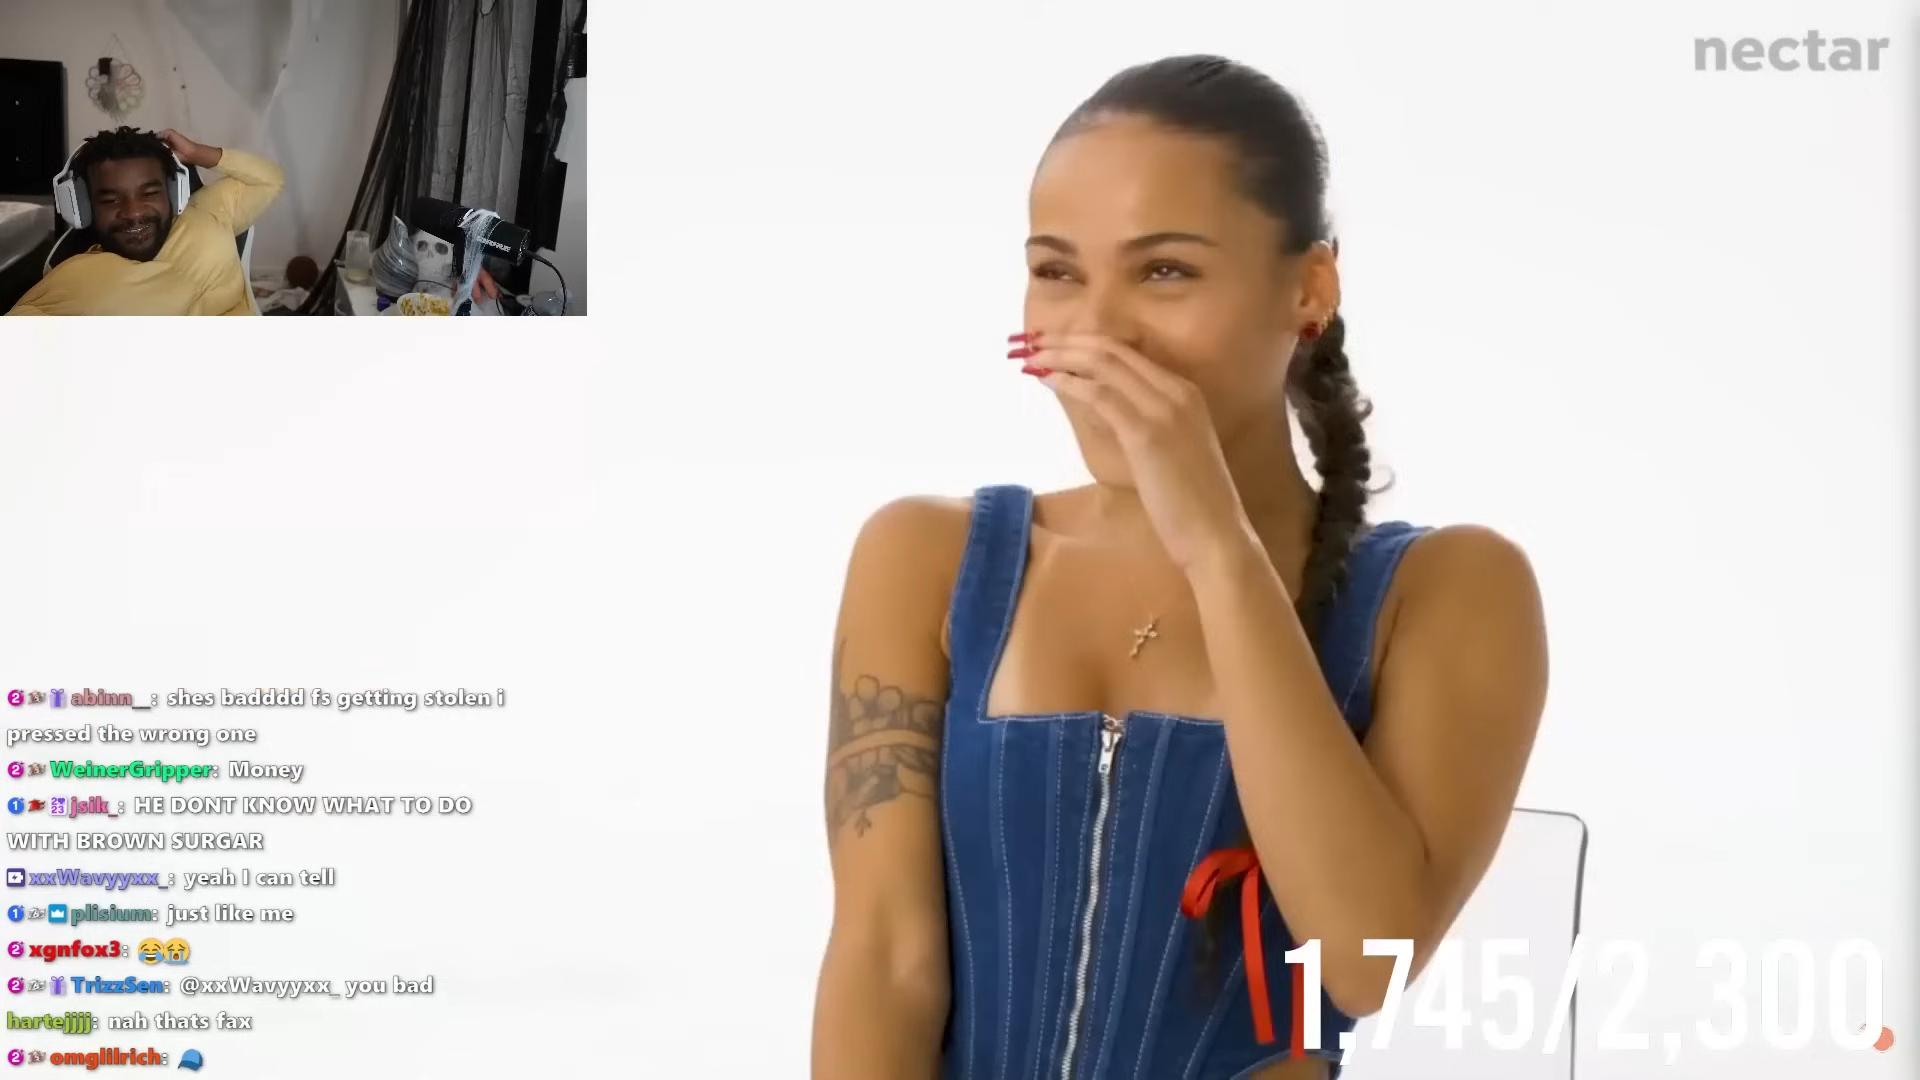 nectar
abinn__: shes badddd fs getting stolen i
pressed the wrong one
WeinerGripper: Money
jsik_: HE DONT KNOW WHAT TO DO
WITH BROWN SURGAR
xxWavyyxx_: yeah I can tell
plisium: just like me
xgnfox3: 😂😭
TrizzSen: @xxWavyyxx_ you bad
hartejjjj: nah thats fax
omglilrich: 🧢
1,745/2,300